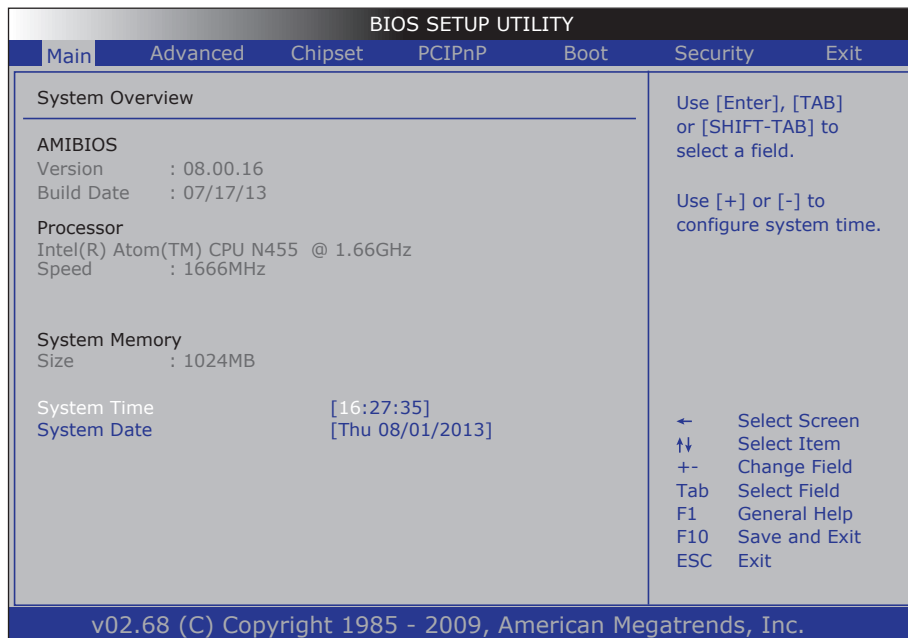 BIOS SETUP UTILITY
Main Advanced Chipset PCIPnP Boot Security Exit
System Overview
AMIBIOS
Version : 08.00.16
Build Date : 07/17/13
Processor
Intel(R) Atom(TM) CPU N455 @ 1.66GHz
Speed : 1666MHz
System Memory
Size : 1024MB
System Time [16:27:35]
System Date [Thu 08/01/2013]
Use [Enter], [TAB]
or [SHIFT-TAB] to
select a field.
Use [+] or [-] to
configure system time.
← Select Screen
↑↓ Select Item
+- Change Field
Tab Select Field
F1 General Help
F10 Save and Exit
ESC Exit
v02.68 (C) Copyright 1985 - 2009, American Megatrends, Inc.